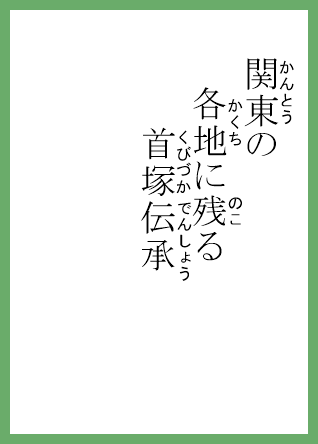 関東の
かんとう
各地に残る
かくち のこ
首塚伝承
くびづかでんしょう